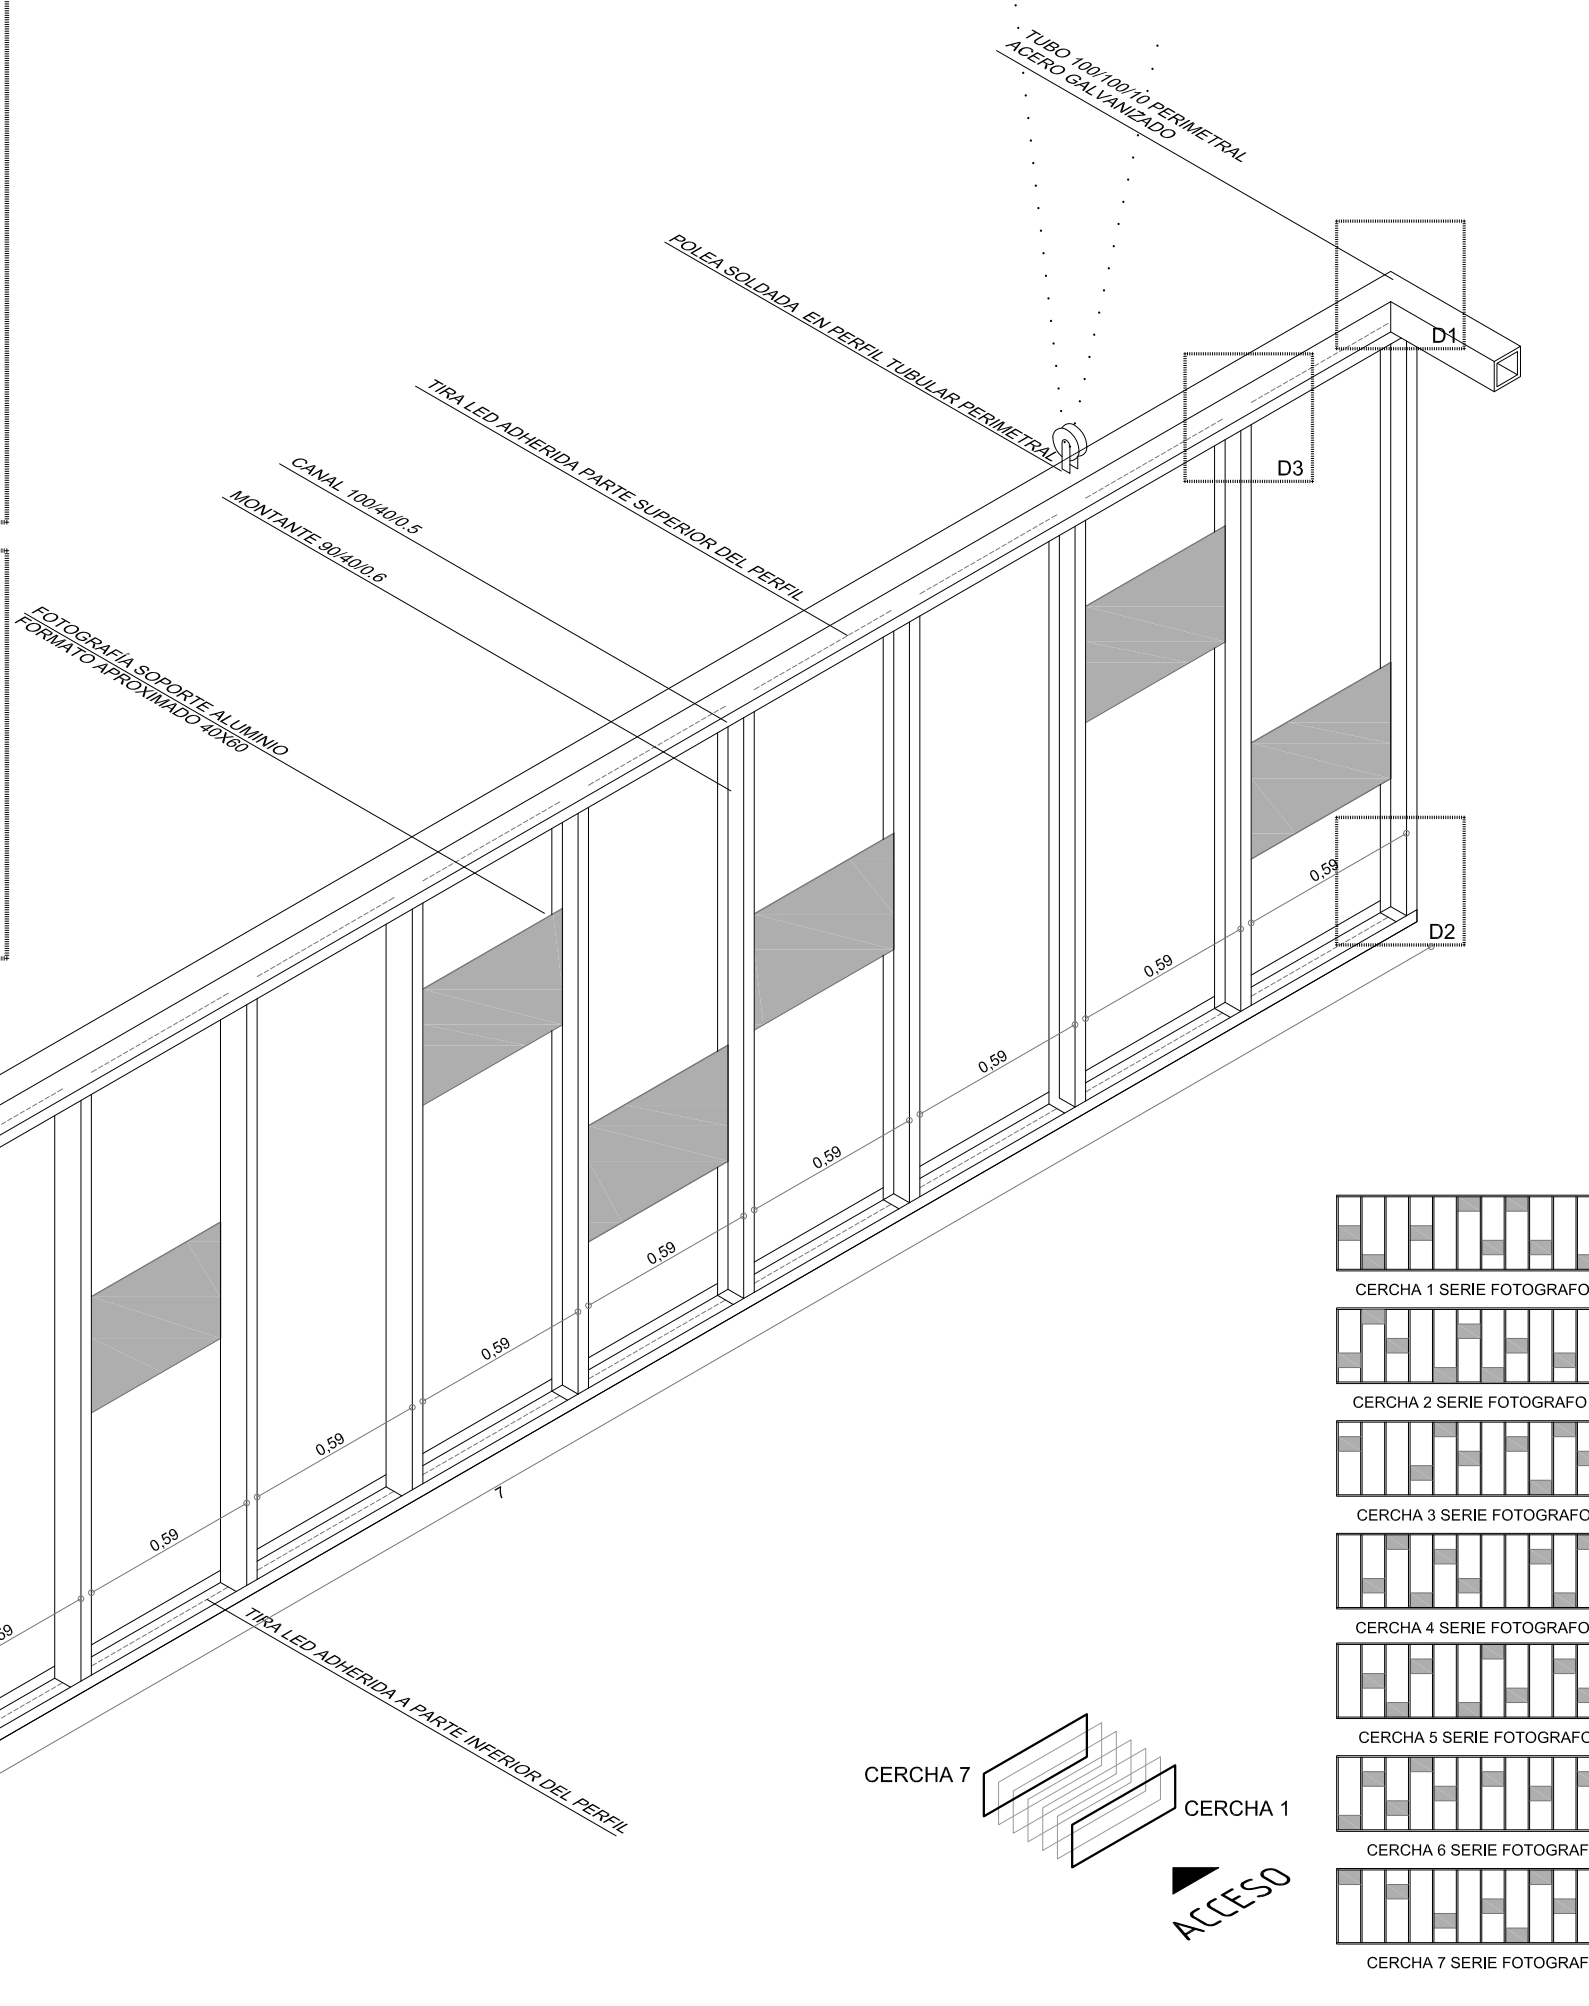 TUBO 100/100/10 PERIMETRAL
ACERO GALVANIZADO
POLEA SOLDADA EN PERFIL TUBULAR PERIMETRAL
D1
D3
TIRA LED ADHERIDA PARTE SUPERIOR DEL PERFIL
CANAL 100/40/0.5
MONTANTE 90/40/0.6
FOTOGRAFÍA SOPORTE ALUMINIO
FORMATO APROXIMADO 40X60
0,59
D2
0,59
0,59
0,59
0,59
0,59
0,59
0,59
59
7
TIRA LED ADHERIDA A PARTE INFERIOR DEL PERFIL
CERCHA 7
CERCHA 1
ACCESO
CERCHA 1 SERIE FOTOGRAFO
CERCHA 2 SERIE FOTOGRAFO
CERCHA 3 SERIE FOTOGRAFO
CERCHA 4 SERIE FOTOGRAFO
CERCHA 5 SERIE FOTOGRAFO
CERCHA 6 SERIE FOTOGRAF
CERCHA 7 SERIE FOTOGRAF